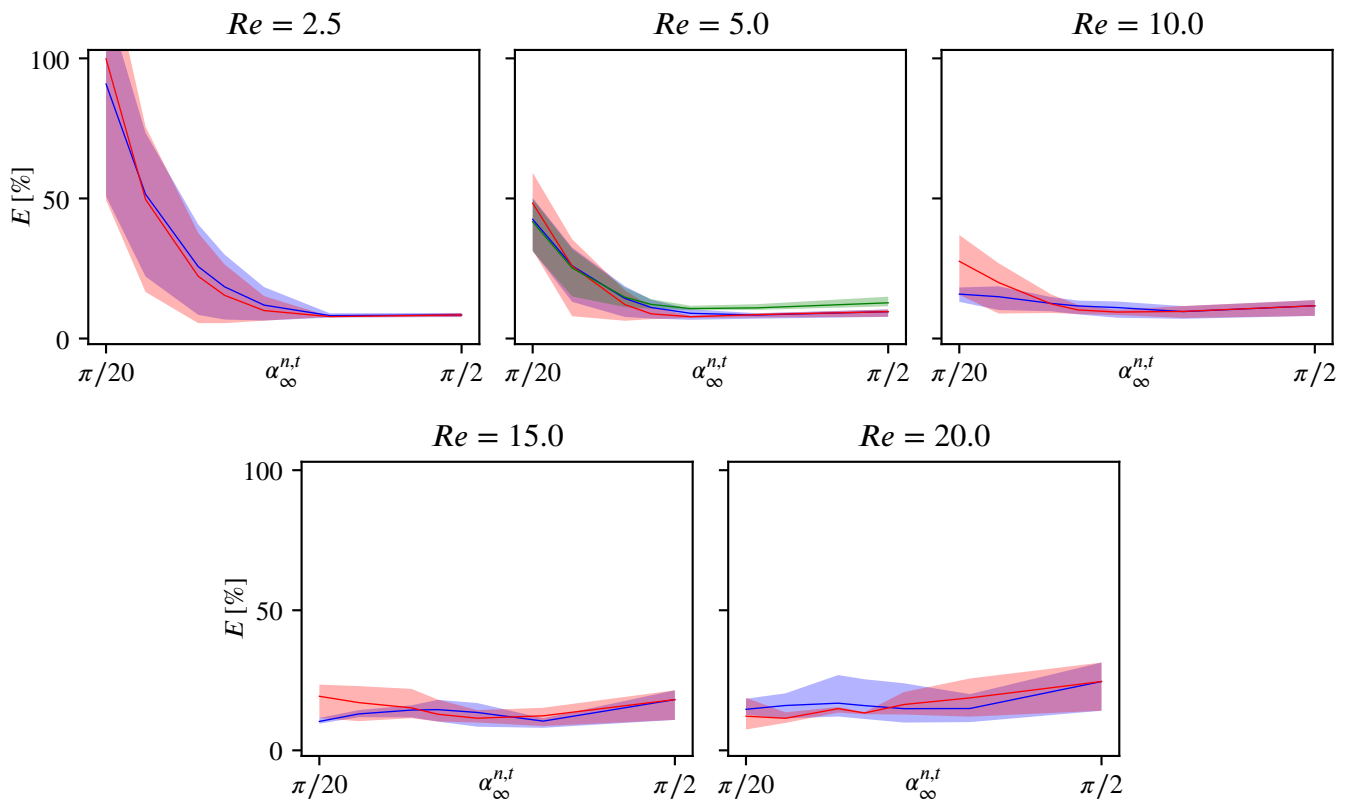 Re = 2.5
Re = 5.0
Re = 10.0
100
50
0
E [%]
π/20
α∞^{n,t}
π/2
π/20
α∞^{n,t}
π/2
π/20
α∞^{n,t}
π/2
Re = 15.0
Re = 20.0
100
50
0
E [%]
π/20
α∞^{n,t}
π/2
π/20
α∞^{n,t}
π/2